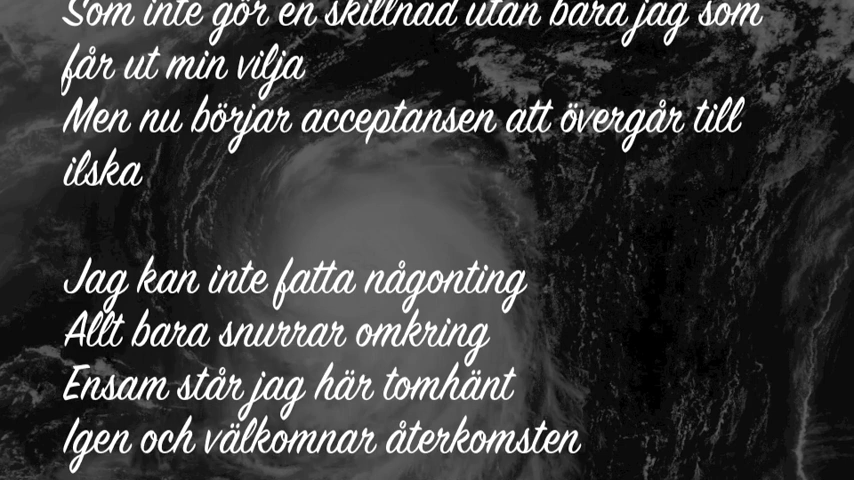 Som inte gör en skillnad utan bara jag som
får ut min vilja
Men nu börjar acceptansen att övergår till
ilska
Jag kan inte fatta någonting
Allt bara snurrar omkring
Ensam står jag här tomhänt
Igen och välkomnar återkomsten